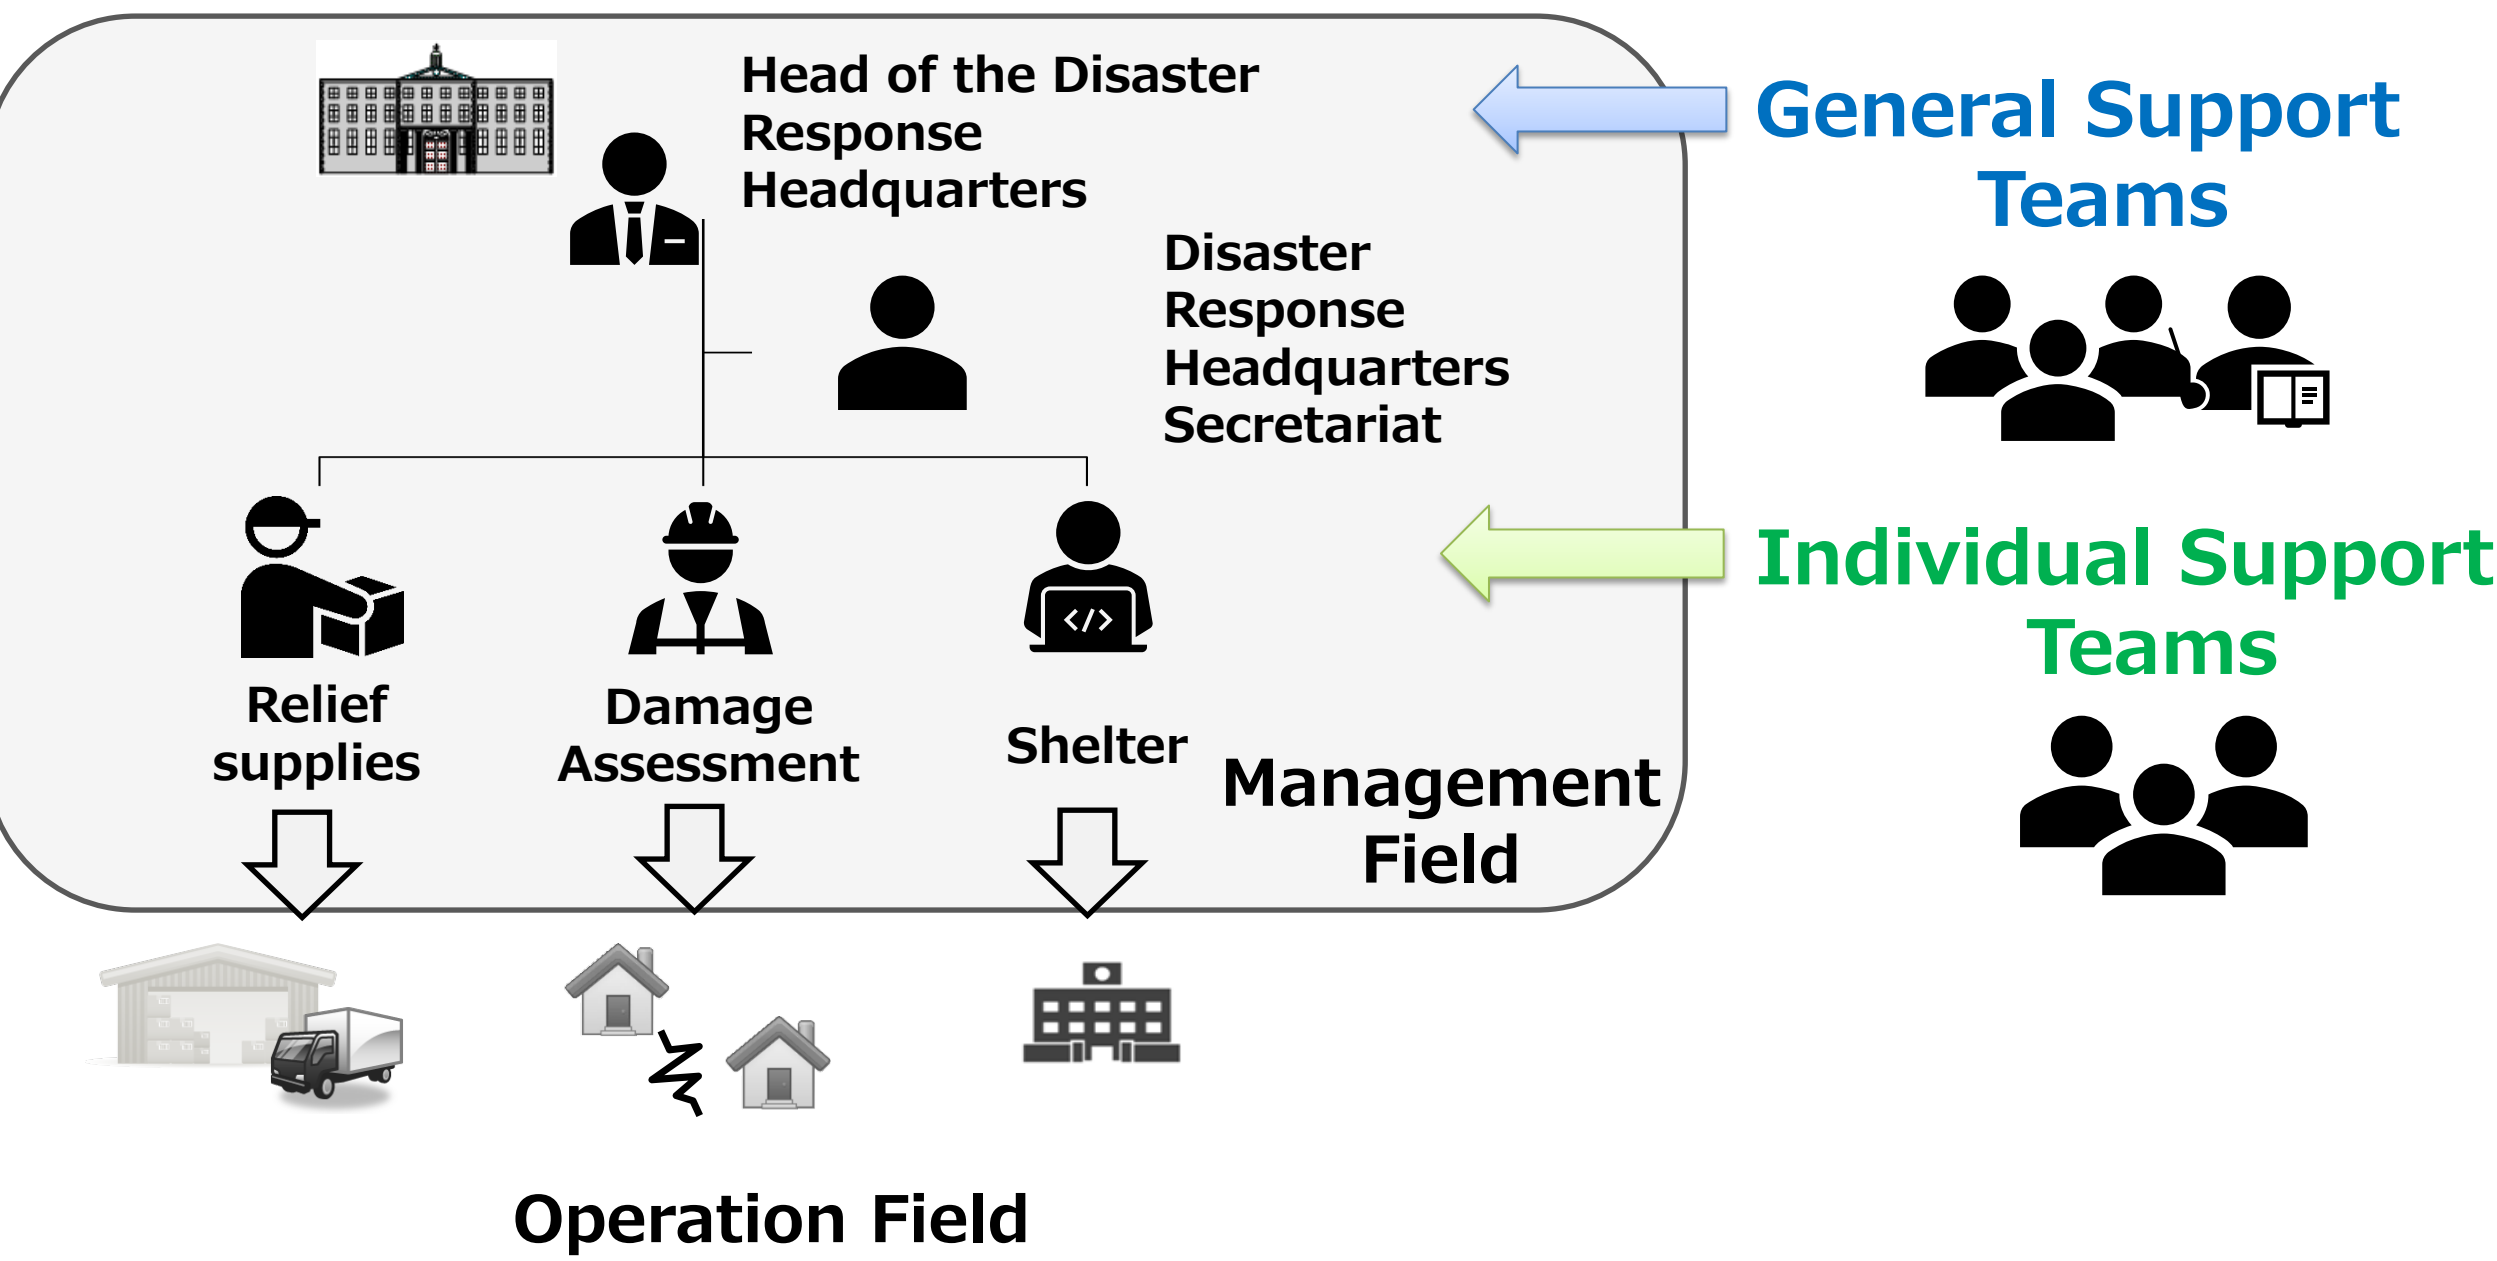 Head of the Disaster
Response
Headquarters
General Support
Teams
Disaster
Response
Headquarters
Secretariat
Individual Support
Teams
Relief
supplies
Damage
Assessment
Shelter
Management
Field
Operation Field